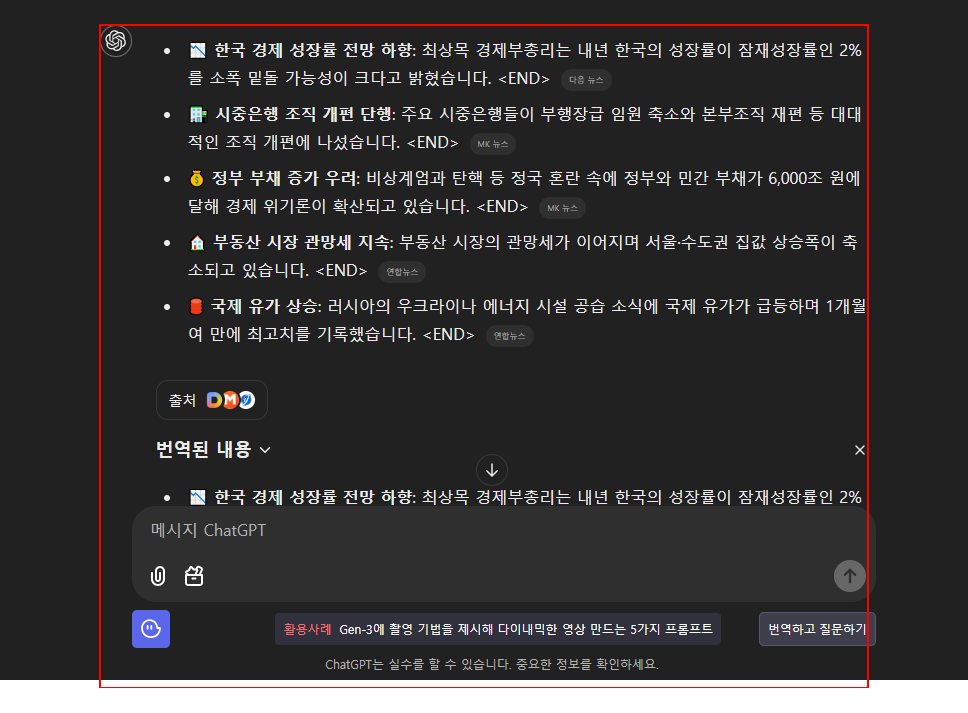 한국 경제 성장률 전망 하향: 최상목 경제부총리는 내년 한국의 성장률이 잠재성장률인 2%
를 소폭 밑돌 가능성이 크다고 밝혔습니다. <END> 다음 뉴스
시중은행 조직 개편 단행: 주요 시중은행들이 부행장급 임원 축소와 본부조직 재편 등 대대
적인 조직 개편에 나섰습니다. <END> MK 뉴스
정부 부채 증가 우려: 비상계엄과 탄핵 등 정국 혼란 속에 정부와 민간 부채가 6,000조 원에
달해 경제 위기론이 확산되고 있습니다. <END> MK 뉴스
부동산 시장 관망세 지속: 부동산 시장의 관망세가 이어지며 서울·수도권 집값 상승폭이 축
소되고 있습니다. <END> 연합뉴스
국제 유가 상승: 러시아의 우크라이나 에너지 시설 공습 소식에 국제 유가가 급등하며 1개월
여 만에 최고치를 기록했습니다. <END> 연합뉴스
출처
번역된 내용
한국 경제 성장률 전망 하향: 최상목 경제부총리는 내년 한국의 성장률이 잠재성장률인 2%
메시지 ChatGPT
활용사례 Gen-3에 촬영 기법을 제시해 다이내믹한 영상 만드는 5가지 프롬프트
번역하고 질문하기
ChatGPT는 실수를 할 수 있습니다. 중요한 정보를 확인하세요.